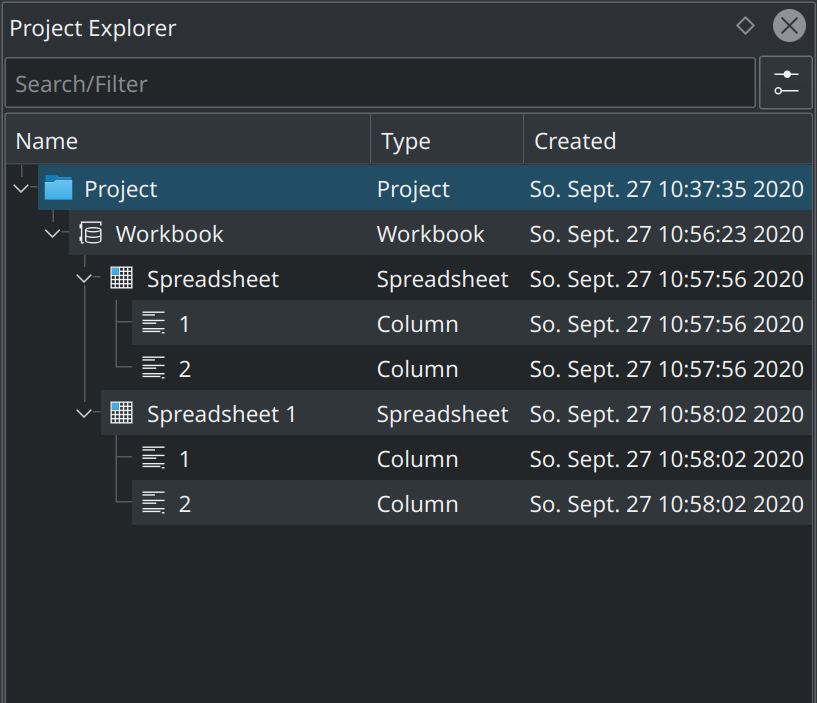 Project Explorer
Search/Filter
Name Type Created
Project Project So. Sept. 27 10:37:35 2020
Workbook Workbook So. Sept. 27 10:56:23 2020
Spreadsheet Spreadsheet So. Sept. 27 10:57:56 2020
1 Column So. Sept. 27 10:57:56 2020
2 Column So. Sept. 27 10:57:56 2020
Spreadsheet 1 Spreadsheet So. Sept. 27 10:58:02 2020
1 Column So. Sept. 27 10:58:02 2020
2 Column So. Sept. 27 10:58:02 2020